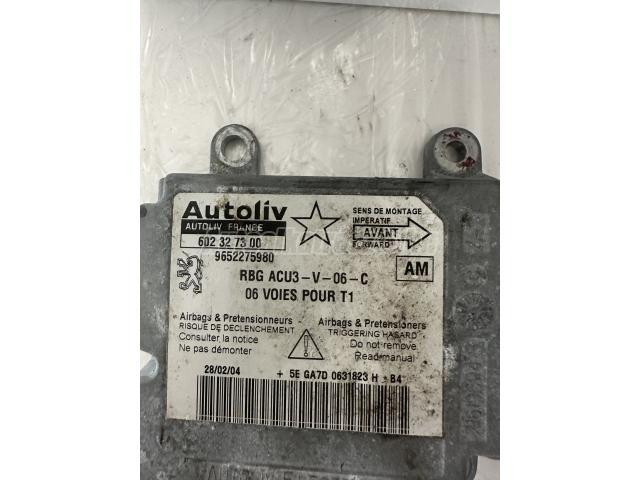 Autoliv
AUTOLIV FRANCE
602 32 73 00
9652275980
SENS DE MONTAGE
IMPERATIF
AVANT
FORWARD
AM
RBG ACU3-V-06-C
06 VOIES POUR T1
Airbags & Pretensionneurs
RISQUE DE DECLENCHEMENT
Consulter la notice
Ne pas démonter
Airbags & Pretensioners
TRIGGERING HASARD
Do not remove
Read manual
28/02/04 + 5E GA7D 0631823 H - B4